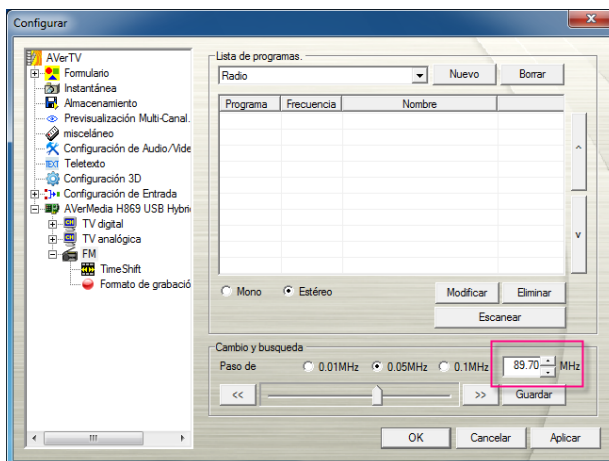 Configurar
AVerTV
Formulario
Instantánea
Almacenamiento
Previsualización Multi-Canal.
misceláneo
Configuración de Audio/Vide
TEXT Teletexto
Configuración 3D
Configuración de Entrada
AVerMedia H869 USB Hybri
TV digital
TV analógica
FM
TimeShift
Formato de grabació
Lista de programas.
Radio
Nuevo
Borrar
Programa Frecuencia Nombre
^
v
Mono Estéreo
Modificar Eliminar
Escanear
Cambio y busqueda
Paso de 0.01MHz 0.05MHz 0.1MHz 89.70 MHz
<< >> Guardar
OK Cancelar Aplicar